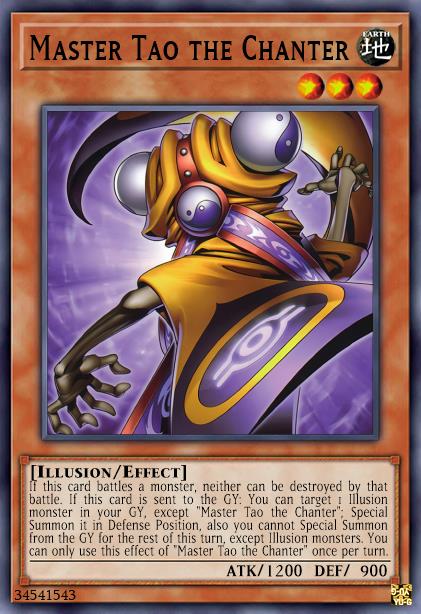 Master Tao the Chanter
EARTH
地
[Illusion/Effect]
If this card battles a monster, neither can be destroyed by that
battle. If this card is sent to the GY: You can target 1 Illusion
monster in your GY, except "Master Tao the Chanter"; Special
Summon it in Defense Position, also you cannot Special Summon
from the GY for the rest of this turn, except Illusion monsters. You
can only use this effect of "Master Tao the Chanter" once per turn.
ATK/1200 DEF/ 900
34541543